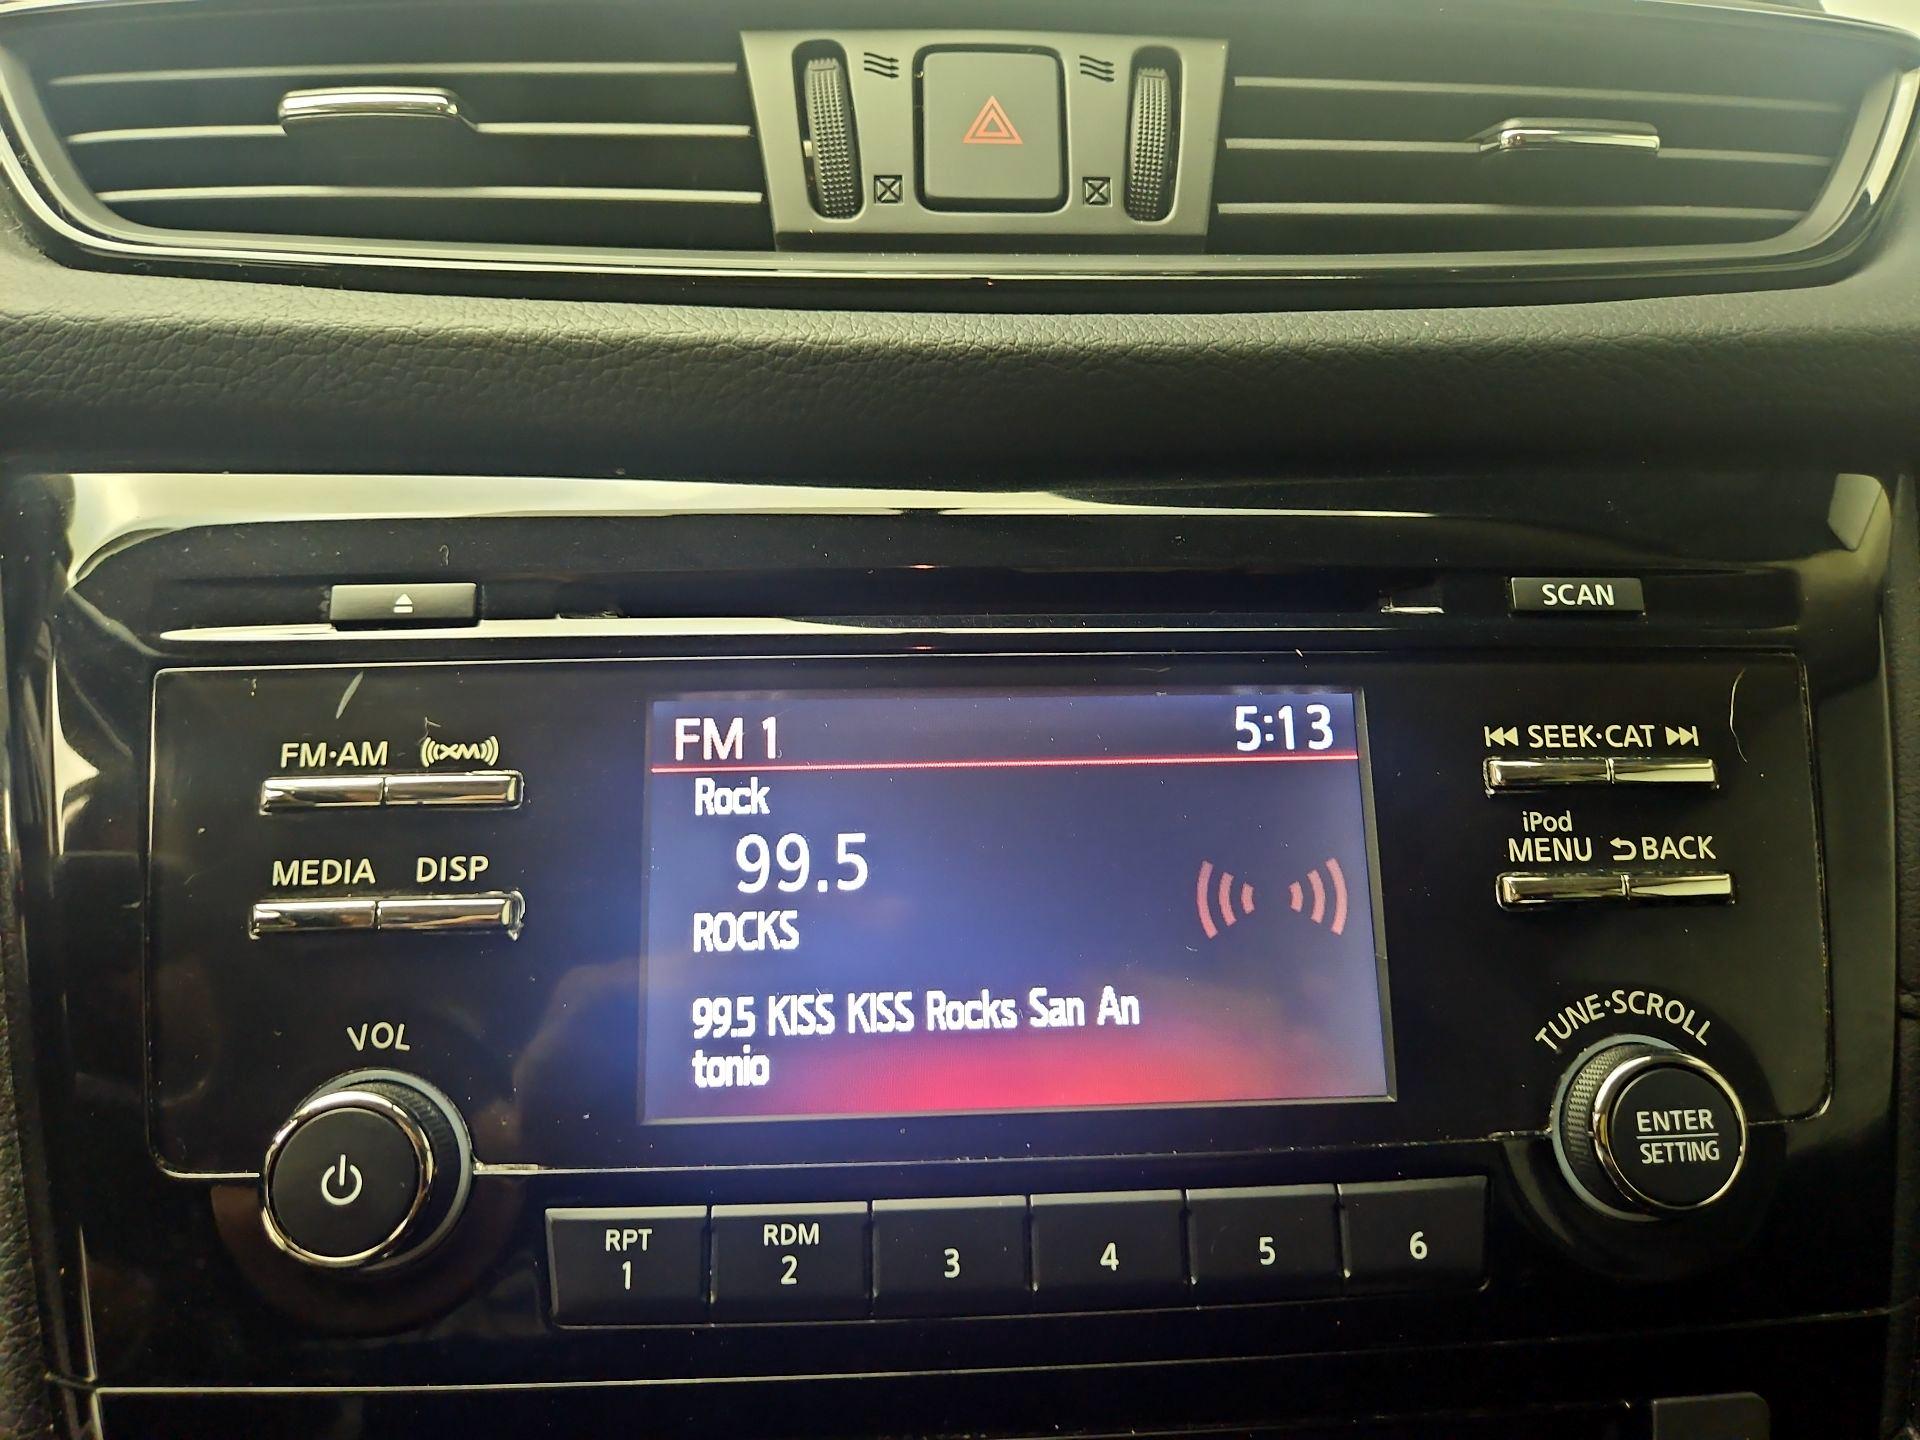 SCAN
FM·AM XM
MEDIA DISP
VOL
FM 1 5:13
Rock
99.5
ROCKS
99.5 KISS KISS Rocks San An
tonio
SEEK·CAT
iPod
MENU BACK
TUNE·SCROLL
ENTER
SETTING
RPT RDM
1 2 3 4 5 6